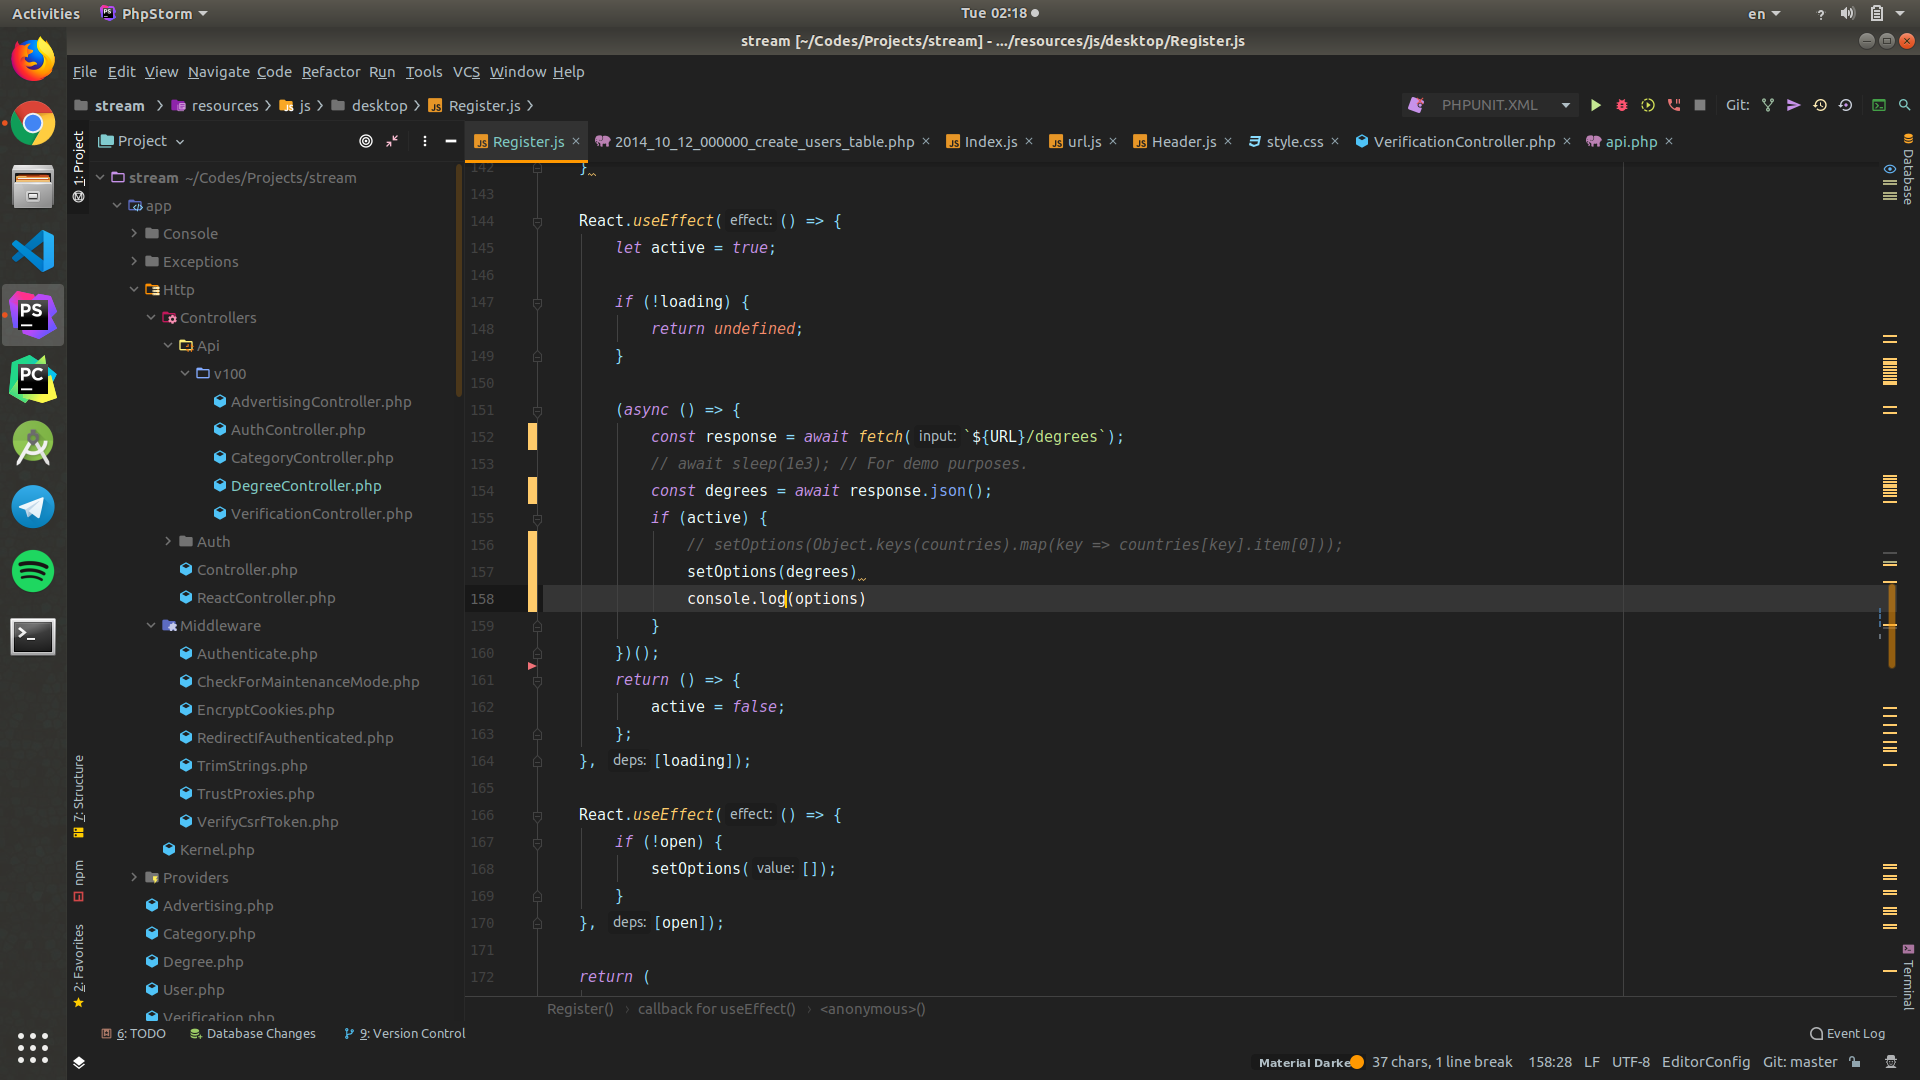 Activities PhpStorm Tue 02:18 en
stream [~/Codes/Projects/stream] - .../resources/js/desktop/Register.js
File Edit View Navigate Code Refactor Run Tools VCS Window Help
stream resources js desktop Register.js PHPUNIT.XML Git:
Project
Register.js 2014_10_12_000000_create_users_table.php Index.js url.js Header.js style.css VerificationController.php api.php
1: Project
7: Structure
npm
2: Favorites
Database
Terminal
stream ~/Codes/Projects/stream
app
Console
Exceptions
Http
Controllers
Api
v100
AdvertisingController.php
AuthController.php
CategoryController.php
DegreeController.php
VerificationController.php
Auth
Controller.php
ReactController.php
Middleware
Authenticate.php
CheckForMaintenanceMode.php
EncryptCookies.php
RedirectIfAuthenticated.php
TrimStrings.php
TrustProxies.php
VerifyCsrfToken.php
Kernel.php
Providers
Advertising.php
Category.php
Degree.php
User.php
Verification.php
142 }
143
144 React.useEffect( effect: () => {
145 let active = true;
146
147 if (!loading) {
148 return undefined;
149 }
150
151 (async () => {
152 const response = await fetch( input: `${URL}/degrees`);
153 // await sleep(1e3); // For demo purposes.
154 const degrees = await response.json();
155 if (active) {
156 // setOptions(Object.keys(countries).map(key => countries[key].item[0]));
157 setOptions(degrees)
158 console.log(options)
159 }
160 })();
161 return () => {
162 active = false;
163 };
164 }, deps: [loading]);
165
166 React.useEffect( effect: () => {
167 if (!open) {
168 setOptions( value: []);
169 }
170 }, deps: [open]);
171
172 return (
Register() callback for useEffect() <anonymous>()
6: TODO Database Changes 9: Version Control Event Log
Material Darke 37 chars, 1 line break 158:28 LF UTF-8 EditorConfig Git: master
PS
PC